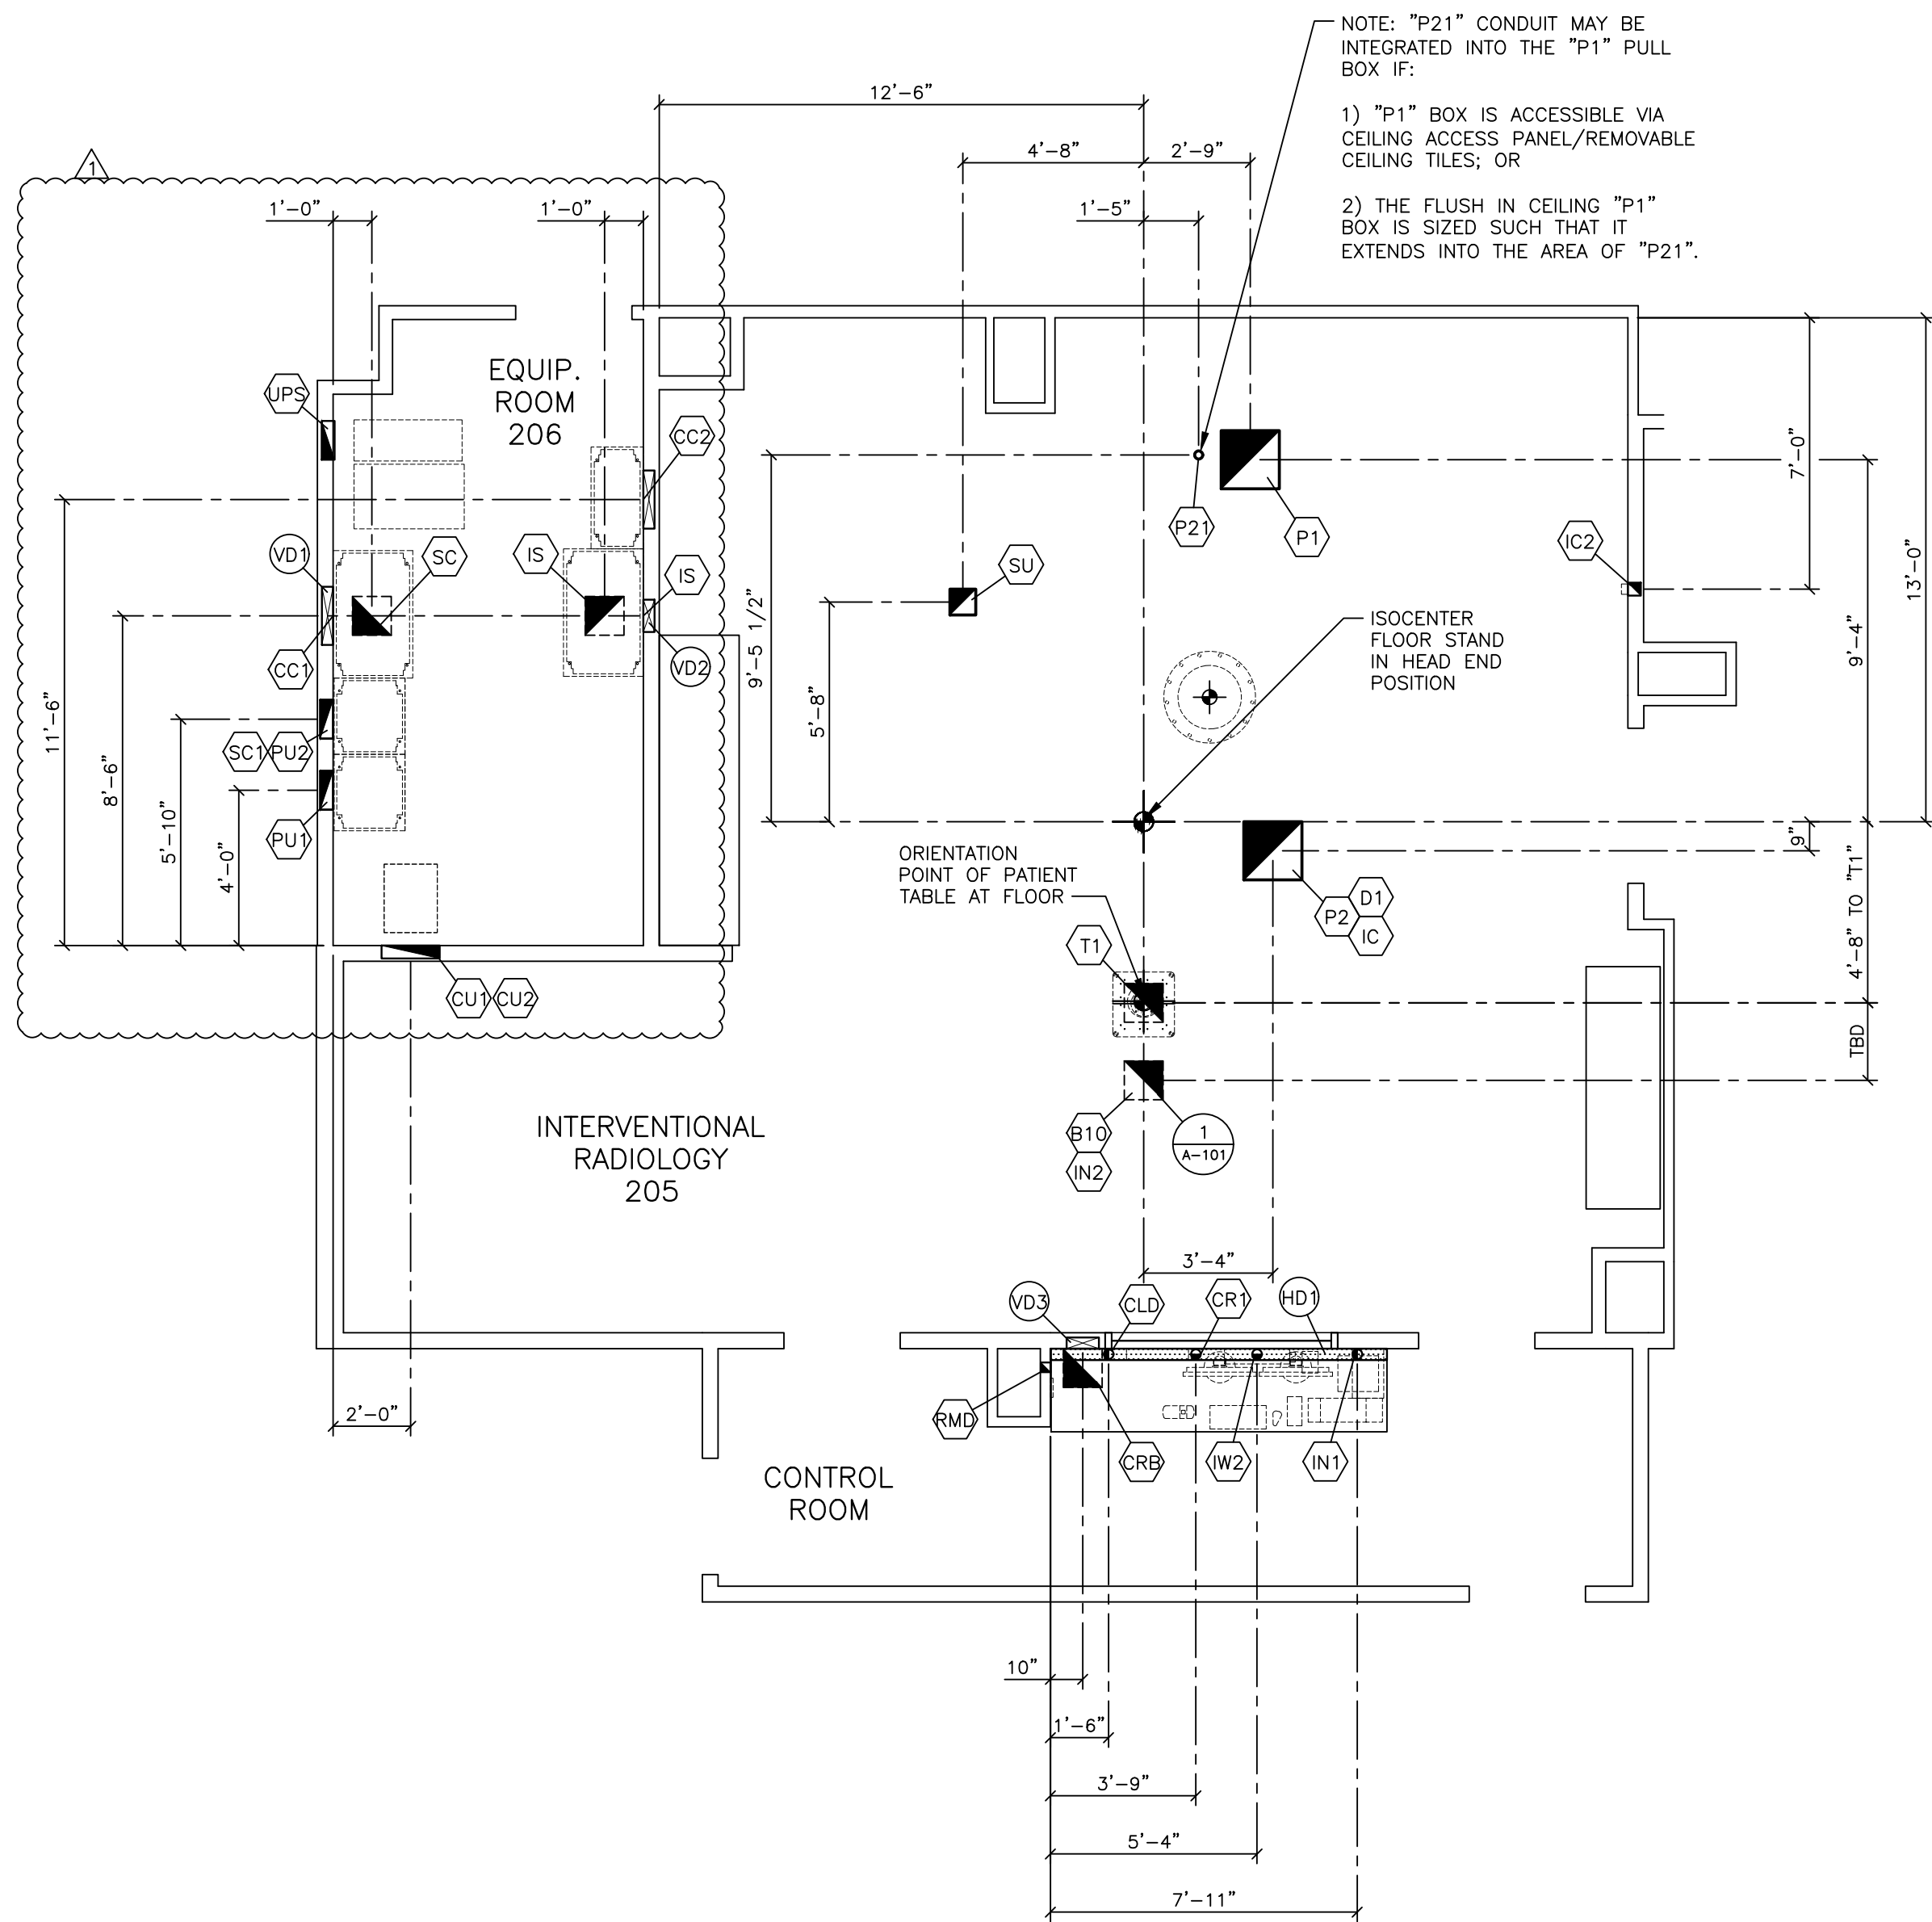 NOTE: "P21" CONDUIT MAY BE
INTEGRATED INTO THE "P1" PULL
BOX IF:
1) "P1" BOX IS ACCESSIBLE VIA
CEILING ACCESS PANEL/REMOVABLE
CEILING TILES; OR
2) THE FLUSH IN CEILING "P1"
BOX IS SIZED SUCH THAT IT
EXTENDS INTO THE AREA OF "P21".
12'-6"
4'-8"
2'-9"
1
1'-0"
1'-0"
1'-5"
EQUIP.
ROOM
206
UPS
CC2
P21
P1
7'-0"
IC2
VD1
SC
IS
IS
SU
13'-0"
9'-5 1/2"
ISOCENTER
FLOOR STAND
IN HEAD END
POSITION
9'-4"
CC1
VD2
5'-8"
11'-6"
SC1
PU2
8'-6"
5'-10"
PU1
4'-0"
9"
ORIENTATION
POINT OF PATIENT
TABLE AT FLOOR
D1
P2
IC
4'-8" TO "T1"
T1
CU1
CU2
TBD
INTERVENTIONAL
RADIOLOGY
205
B10
IN2
1
A-101
3'-4"
VD3
CLD
CR1
HD1
2'-0"
RMD
CRB
IW2
IN1
CONTROL
ROOM
10"
1'-6"
3'-9"
5'-4"
7'-11"